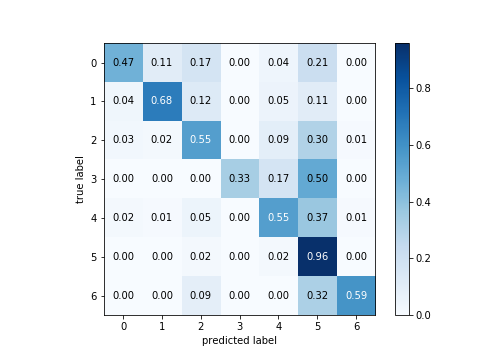 0 0.47 0.11 0.17 0.00 0.04 0.21 0.00
1 0.04 0.68 0.12 0.00 0.05 0.11 0.00
2 0.03 0.02 0.55 0.00 0.09 0.30 0.01
3 0.00 0.00 0.00 0.33 0.17 0.50 0.00
4 0.02 0.01 0.05 0.00 0.55 0.37 0.01
5 0.00 0.00 0.02 0.00 0.02 0.96 0.00
6 0.00 0.00 0.09 0.00 0.00 0.32 0.59
0 1 2 3 4 5 6
predicted label
true label
0.8
0.6
0.4
0.2
0.0